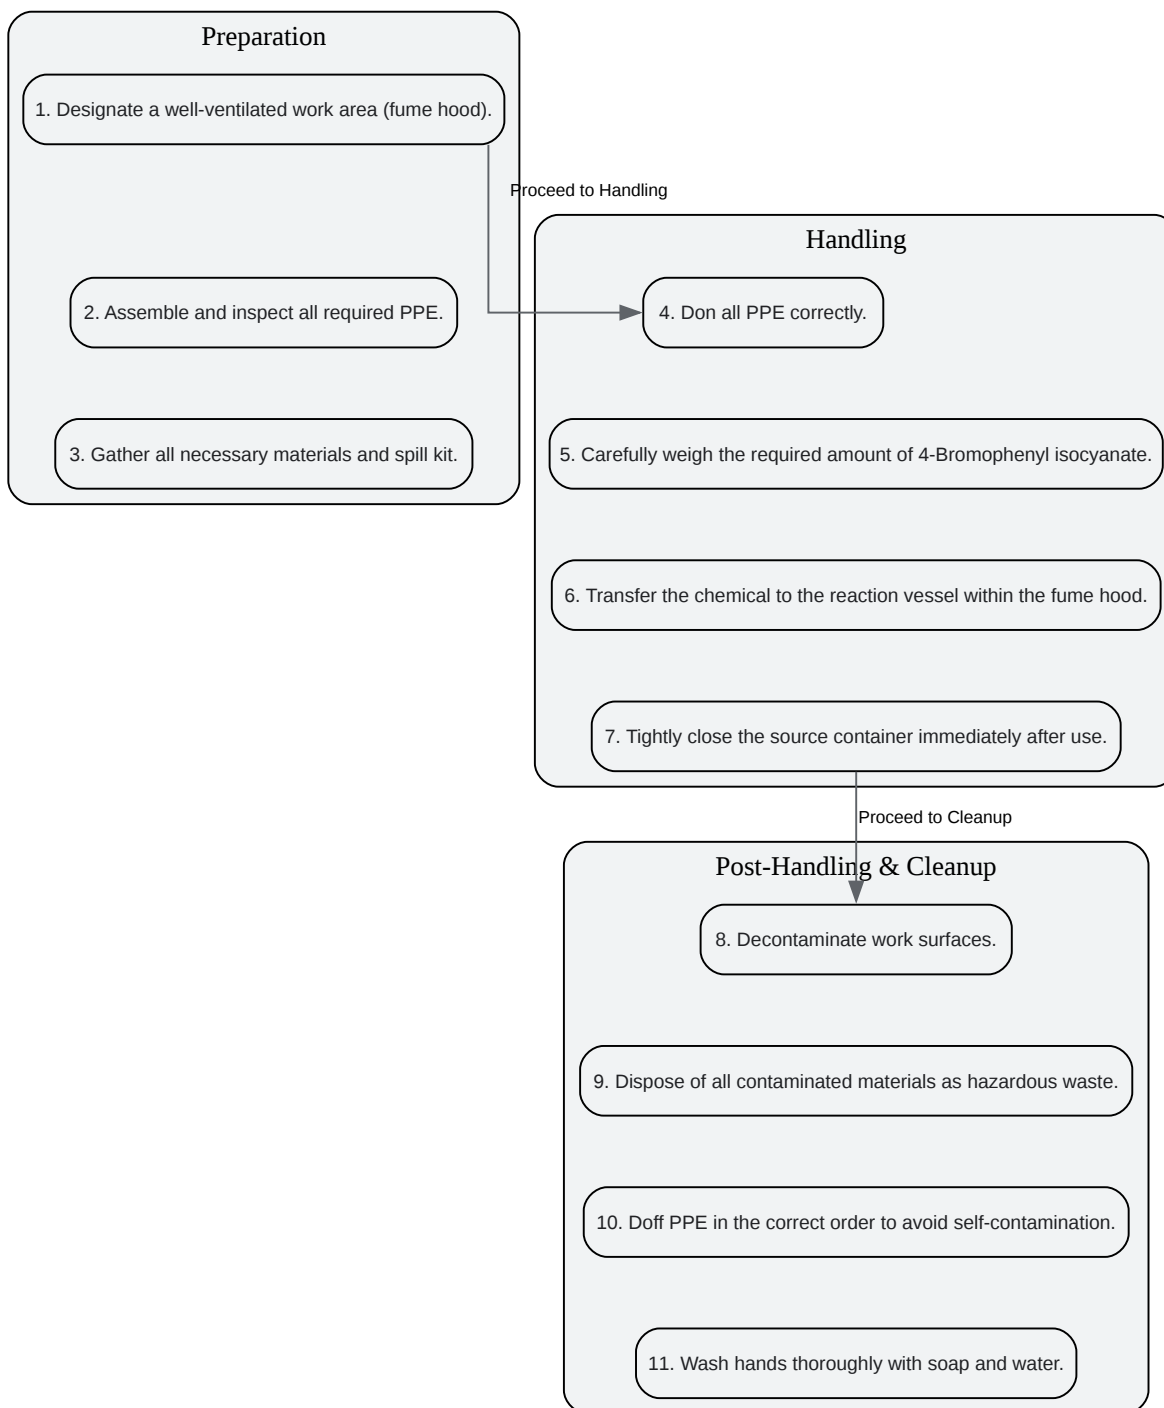 Preparation
1. Designate a well-ventilated work area (fume hood).
Proceed to Handling
2. Assemble and inspect all required PPE.
3. Gather all necessary materials and spill kit.
Handling
4. Don all PPE correctly.
5. Carefully weigh the required amount of 4-Bromophenyl isocyanate.
6. Transfer the chemical to the reaction vessel within the fume hood.
7. Tightly close the source container immediately after use.
Proceed to Cleanup
Post-Handling & Cleanup
8. Decontaminate work surfaces.
9. Dispose of all contaminated materials as hazardous waste.
10. Doff PPE in the correct order to avoid self-contamination.
11. Wash hands thoroughly with soap and water.